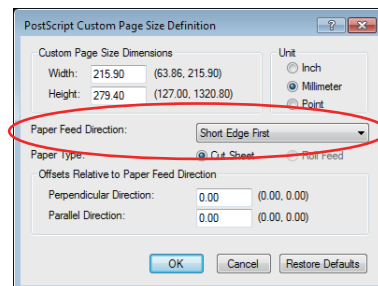 PostScript Custom Page Size Definition
Custom Page Size Dimensions
Unit
Width: 215.90 (63.86, 215.90)
Inch
Height: 279.40 (127.00, 1320.80)
Millimeter
Point
Paper Feed Direction: Short Edge First
Paper Type: Cut Sheet Roll Feed
Offsets Relative to Paper Feed Direction
Perpendicular Direction: 0.00 (0.00, 0.00)
Parallel Direction: 0.00 (0.00, 0.00)
OK Cancel Restore Defaults